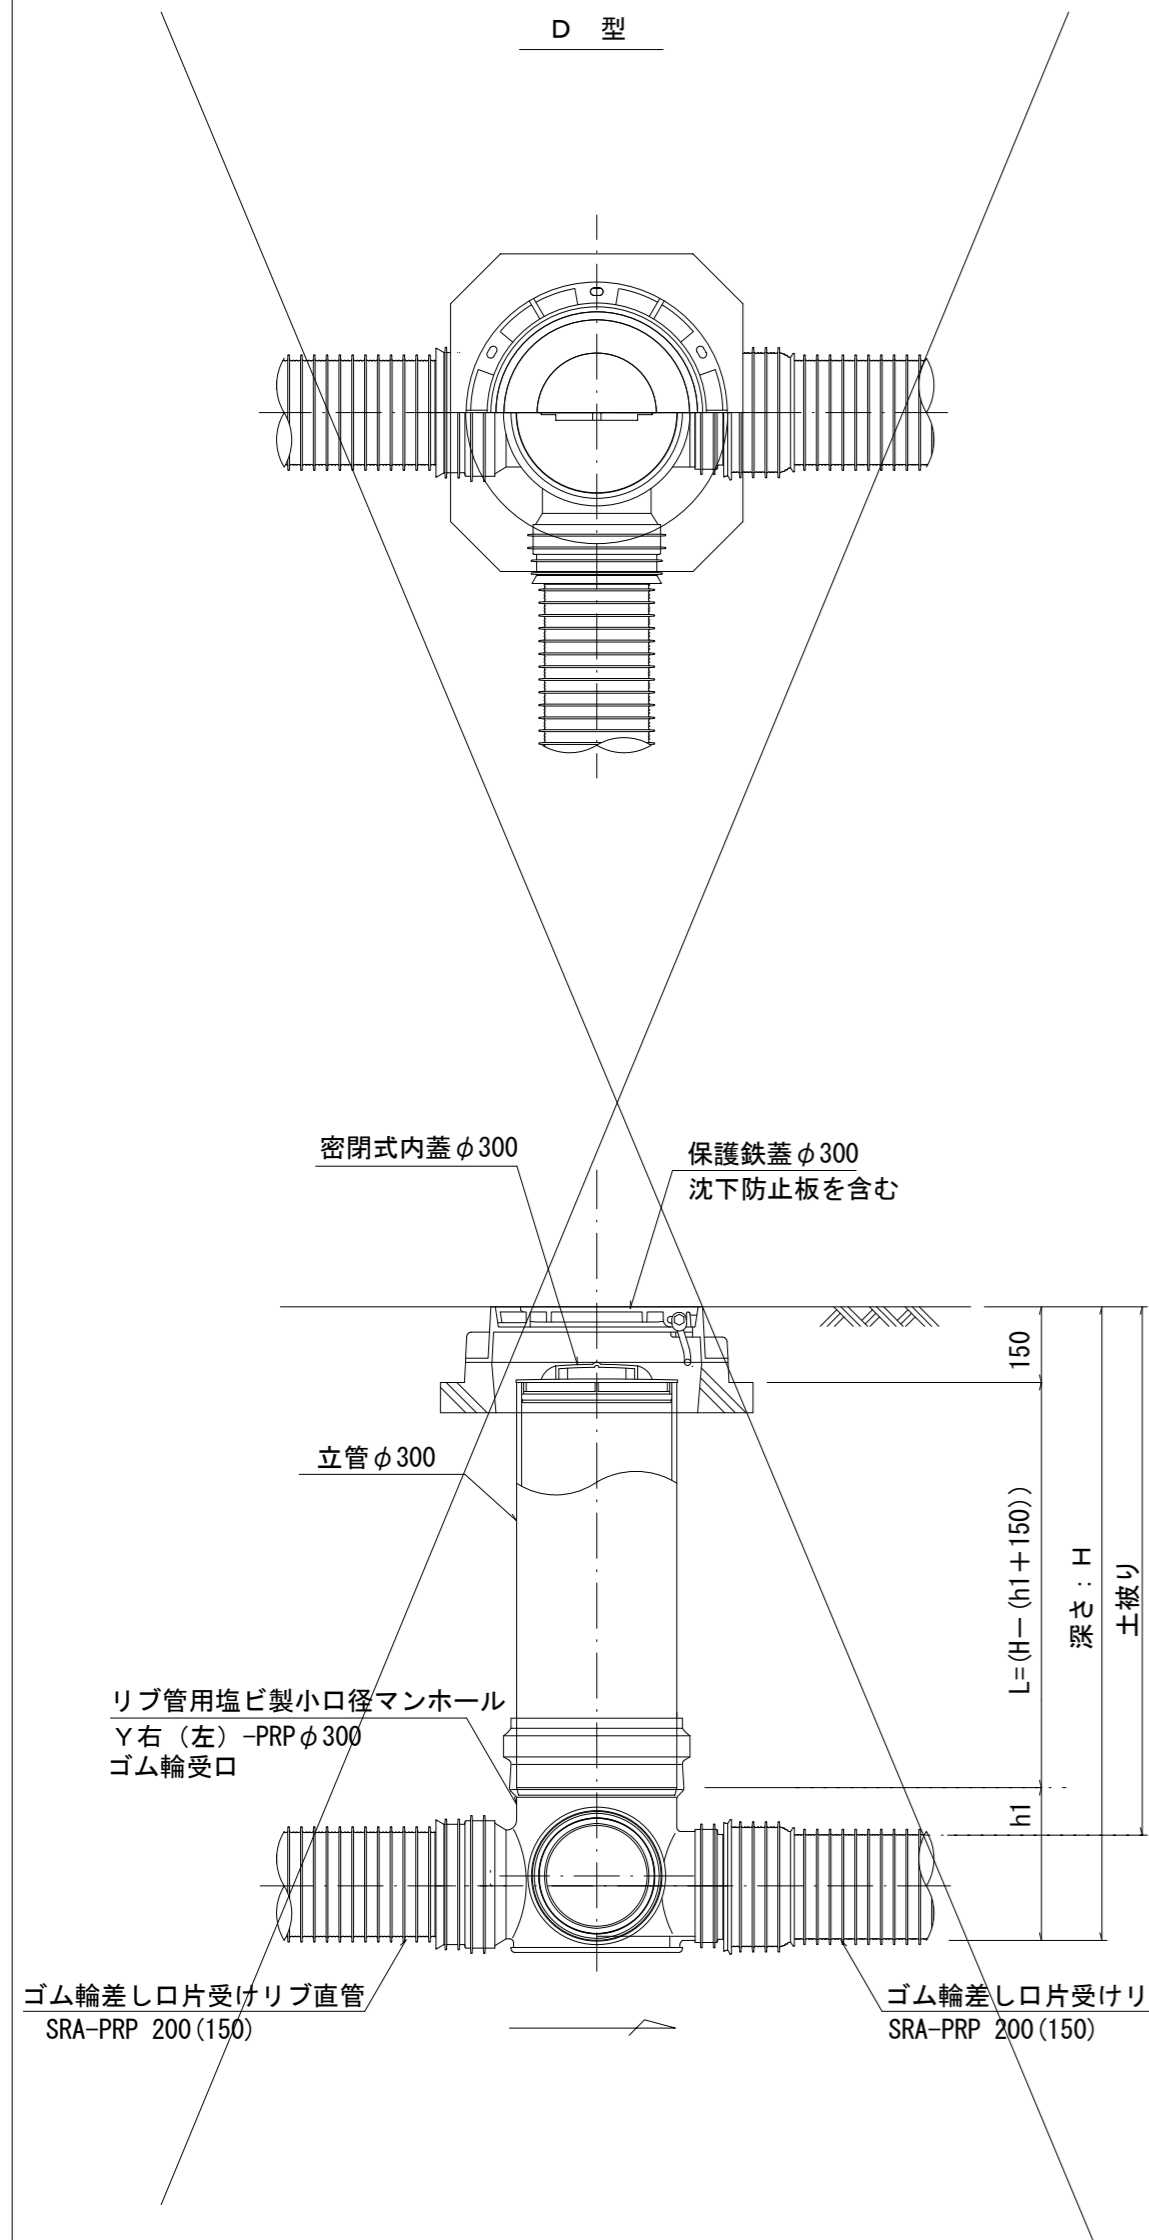 D 型
密閉式内蓋φ300
保護鉄蓋φ300
沈下防止板を含む
150
立管φ300
L=(H－(h1＋150))
深さ：H
土被り
リブ管用塩ビ製小口径マンホール
Y右（左）-PRPφ300
ゴム輪受口
h1
ゴム輪差し口片受けリブ直管
SRA-PRP 200(150)
ゴム輪差し口片受けリ
SRA-PRP 200(150)